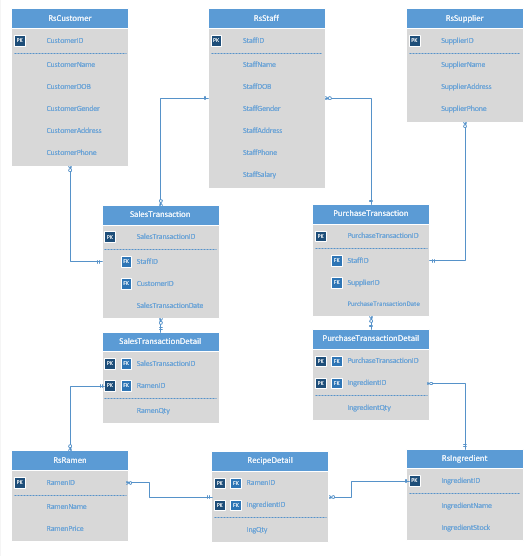 RsCustomer
PK CustomerID
CustomerName
CustomerDOB
CustomerGender
CustomerAddress
CustomerPhone
RsStaff
PK StaffID
StaffName
StaffDOB
StaffGender
StaffAddress
StaffPhone
StaffSalary
RsSupplier
PK SupplierID
SupplierName
SupplierAddress
SupplierPhone
SalesTransaction
PK SalesTransactionID
FK StaffID
FK CustomerID
SalesTransactionDate
PurchaseTransaction
PK PurchaseTransactionID
FK StaffID
FK SupplierID
PurchaseTransactionDate
SalesTransactionDetail
PK FK SalesTransactionID
PK FK RamenID
RamenQty
PurchaseTransactionDetail
PK FK PurchaseTransactionID
PK FK IngredientID
IngredientQty
RsRamen
PK RamenID
RamenName
RamenPrice
RecipeDetail
PK FK RamenID
PK FK IngredientID
IngQty
RsIngredient
PK IngredientID
IngredientName
IngredientStock